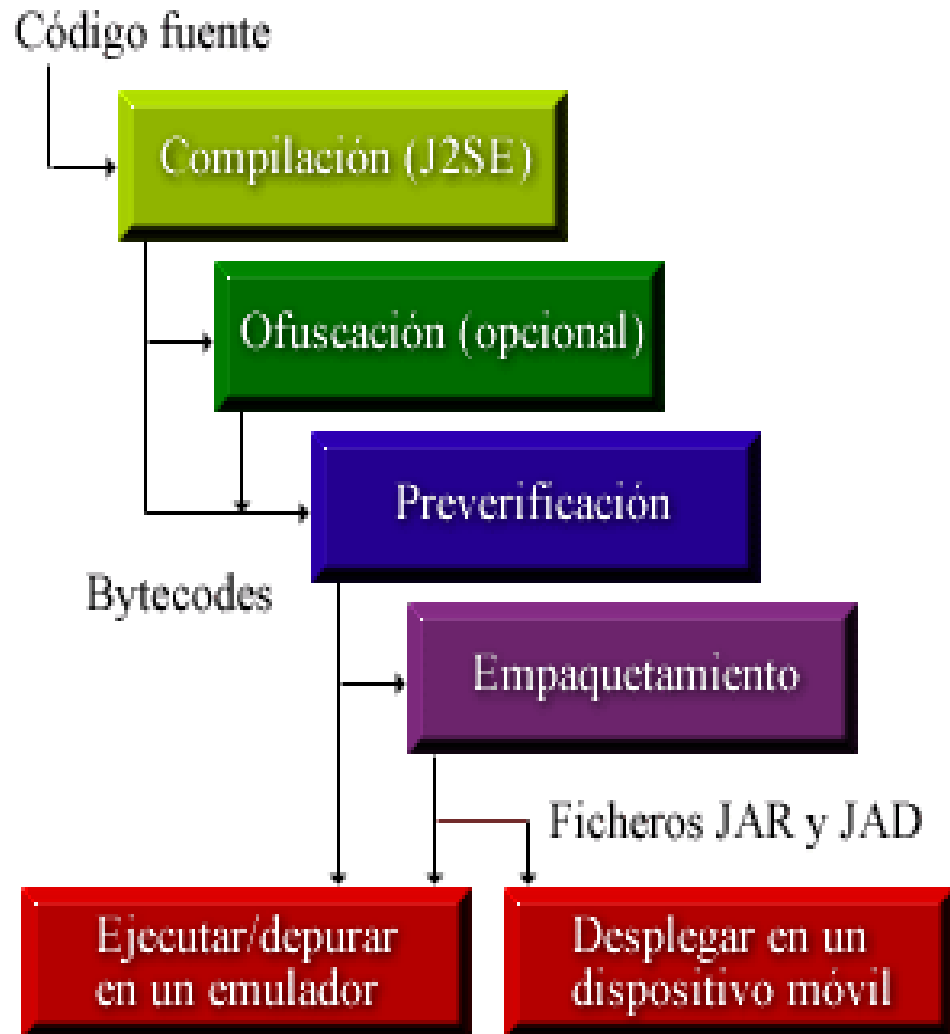 Código fuente
Compilación (J2SE)
Ofuscación (opcional)
Preverificación
Bytecodes
Empaquetamiento
Ficheros JAR y JAD
Ejecutar/depurar
en un emulador
Desplegar en un
dispositivo móvil